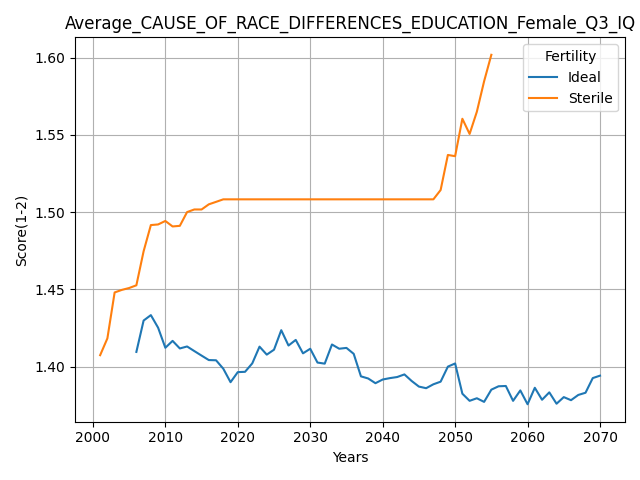 Average_CAUSE_OF_RACE_DIFFERENCES_EDUCATION_Female_Q3_IQ
Fertility
Ideal
Sterile
1.60
1.55
1.50
1.45
1.40
Score(1-2)
2000 2010 2020 2030 2040 2050 2060 2070
Years